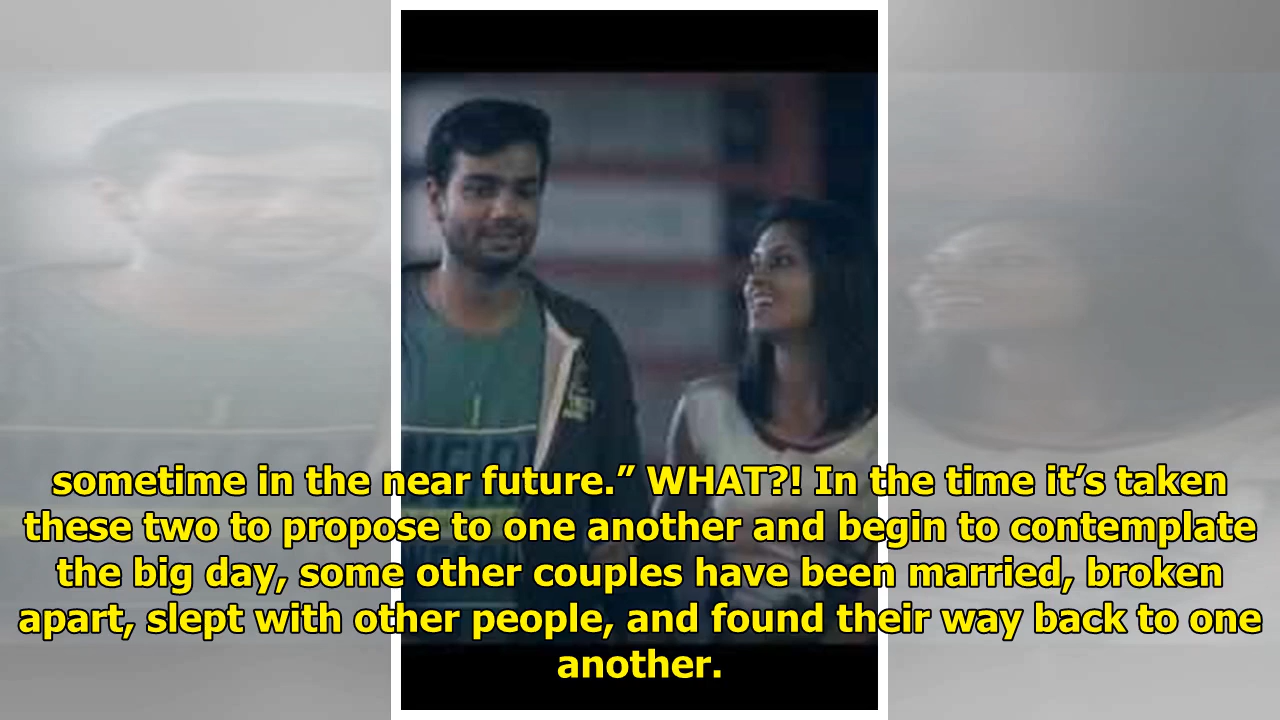 sometime in the near future.” WHAT?! In the time it’s taken
these two to propose to one another and begin to contemplate
the big day, some other couples have been married, broken
apart, slept with other people, and found their way back to one
another.